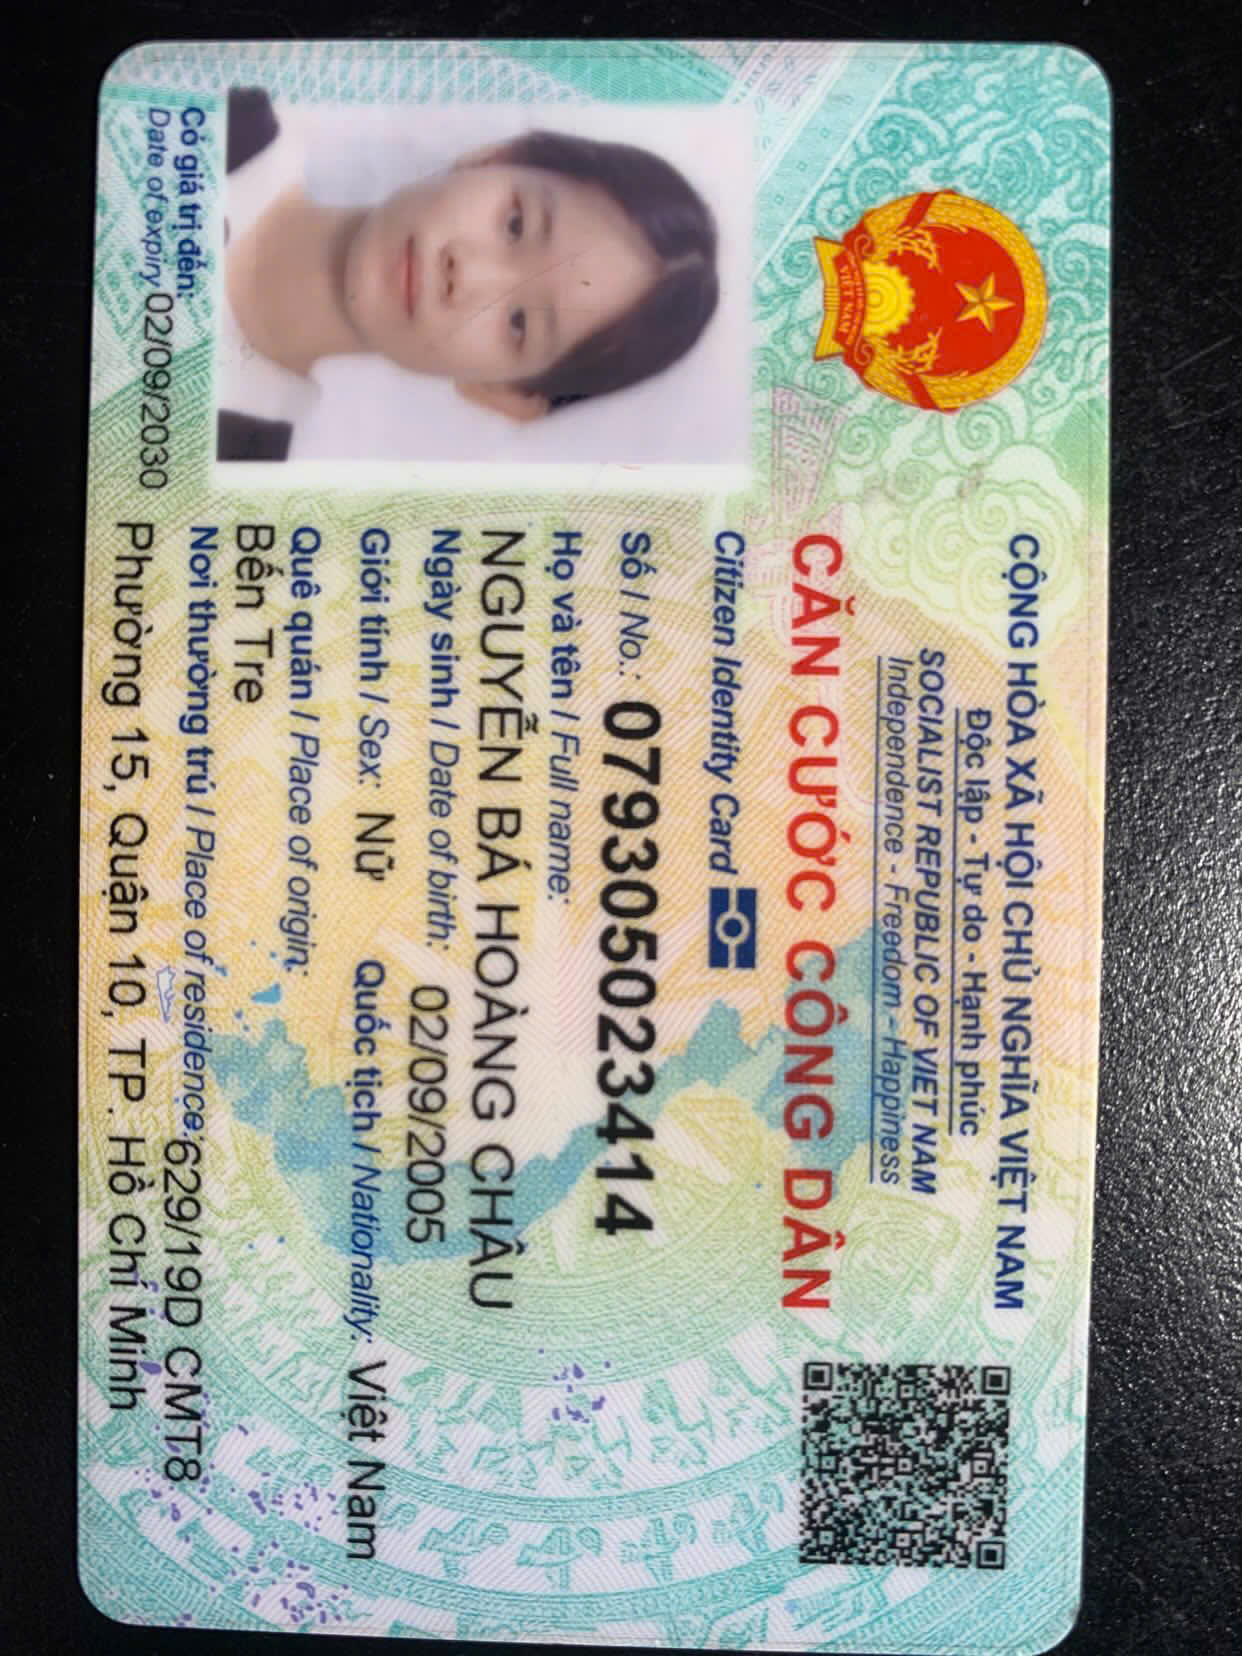 CỘNG HÒA XÃ HỘI CHỦ NGHĨA VIỆT NAM
Độc lập - Tự do - Hạnh phúc
SOCIALIST REPUBLIC OF VIET NAM
Independence - Freedom - Happiness
CĂN CƯỚC CÔNG DÂN
Citizen Identity Card
Số / No.: 079305023414
Họ và tên / Full name:
NGUYỄN BÁ HOÀNG CHÂU
Ngày sinh / Date of birth: 02/09/2005
Giới tính / Sex: Nữ Quốc tịch / Nationality: Việt Nam
Quê quán / Place of origin:
Bến Tre
Nơi thường trú / Place of residence: 629/19D CMT8
Phường 15, Quận 10, TP. Hồ Chí Minh
Có giá trị đến: 02/09/2030
Date of expiry
VIỆT NAM